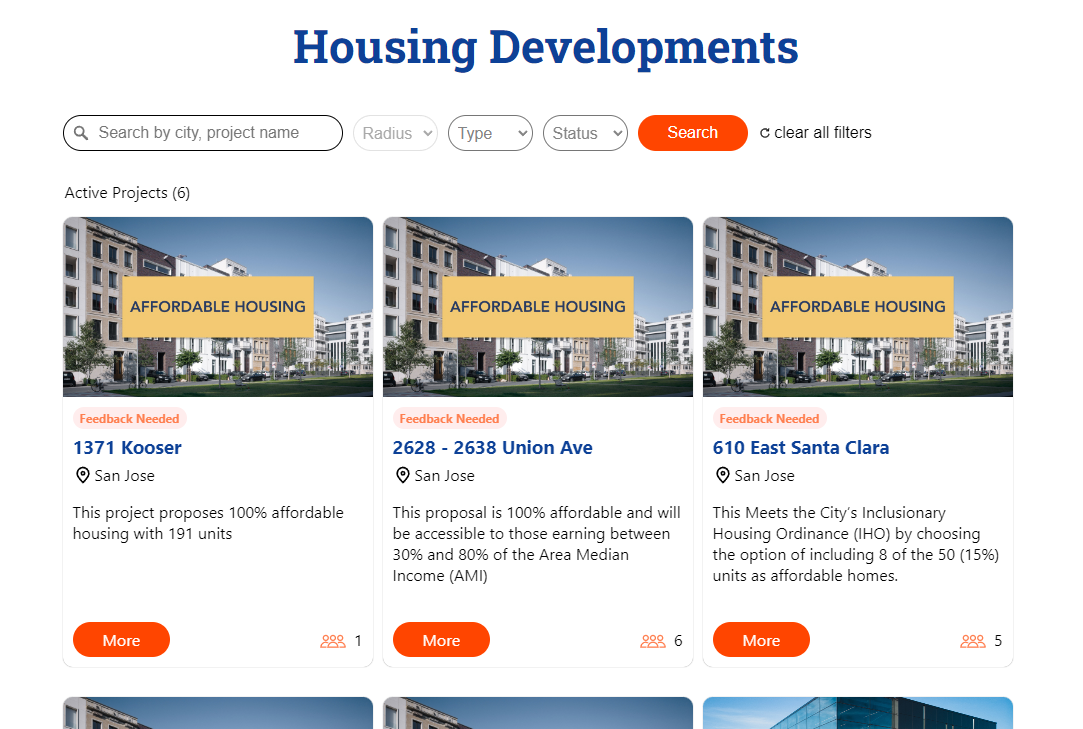 Housing Developments
Search by city, project name
Radius
Type
Status
Search
clear all filters
Active Projects (6)
AFFORDABLE HOUSING
AFFORDABLE HOUSING
AFFORDABLE HOUSING
Feedback Needed
1371 Kooser
San Jose
This project proposes 100% affordable
housing with 191 units
More
1
Feedback Needed
2628 - 2638 Union Ave
San Jose
This proposal is 100% affordable and will
be accessible to those earning between
30% and 80% of the Area Median
Income (AMI)
More
6
Feedback Needed
610 East Santa Clara
San Jose
This Meets the City’s Inclusionary
Housing Ordinance (IHO) by choosing
the option of including 8 of the 50 (15%)
units as affordable homes.
More
5